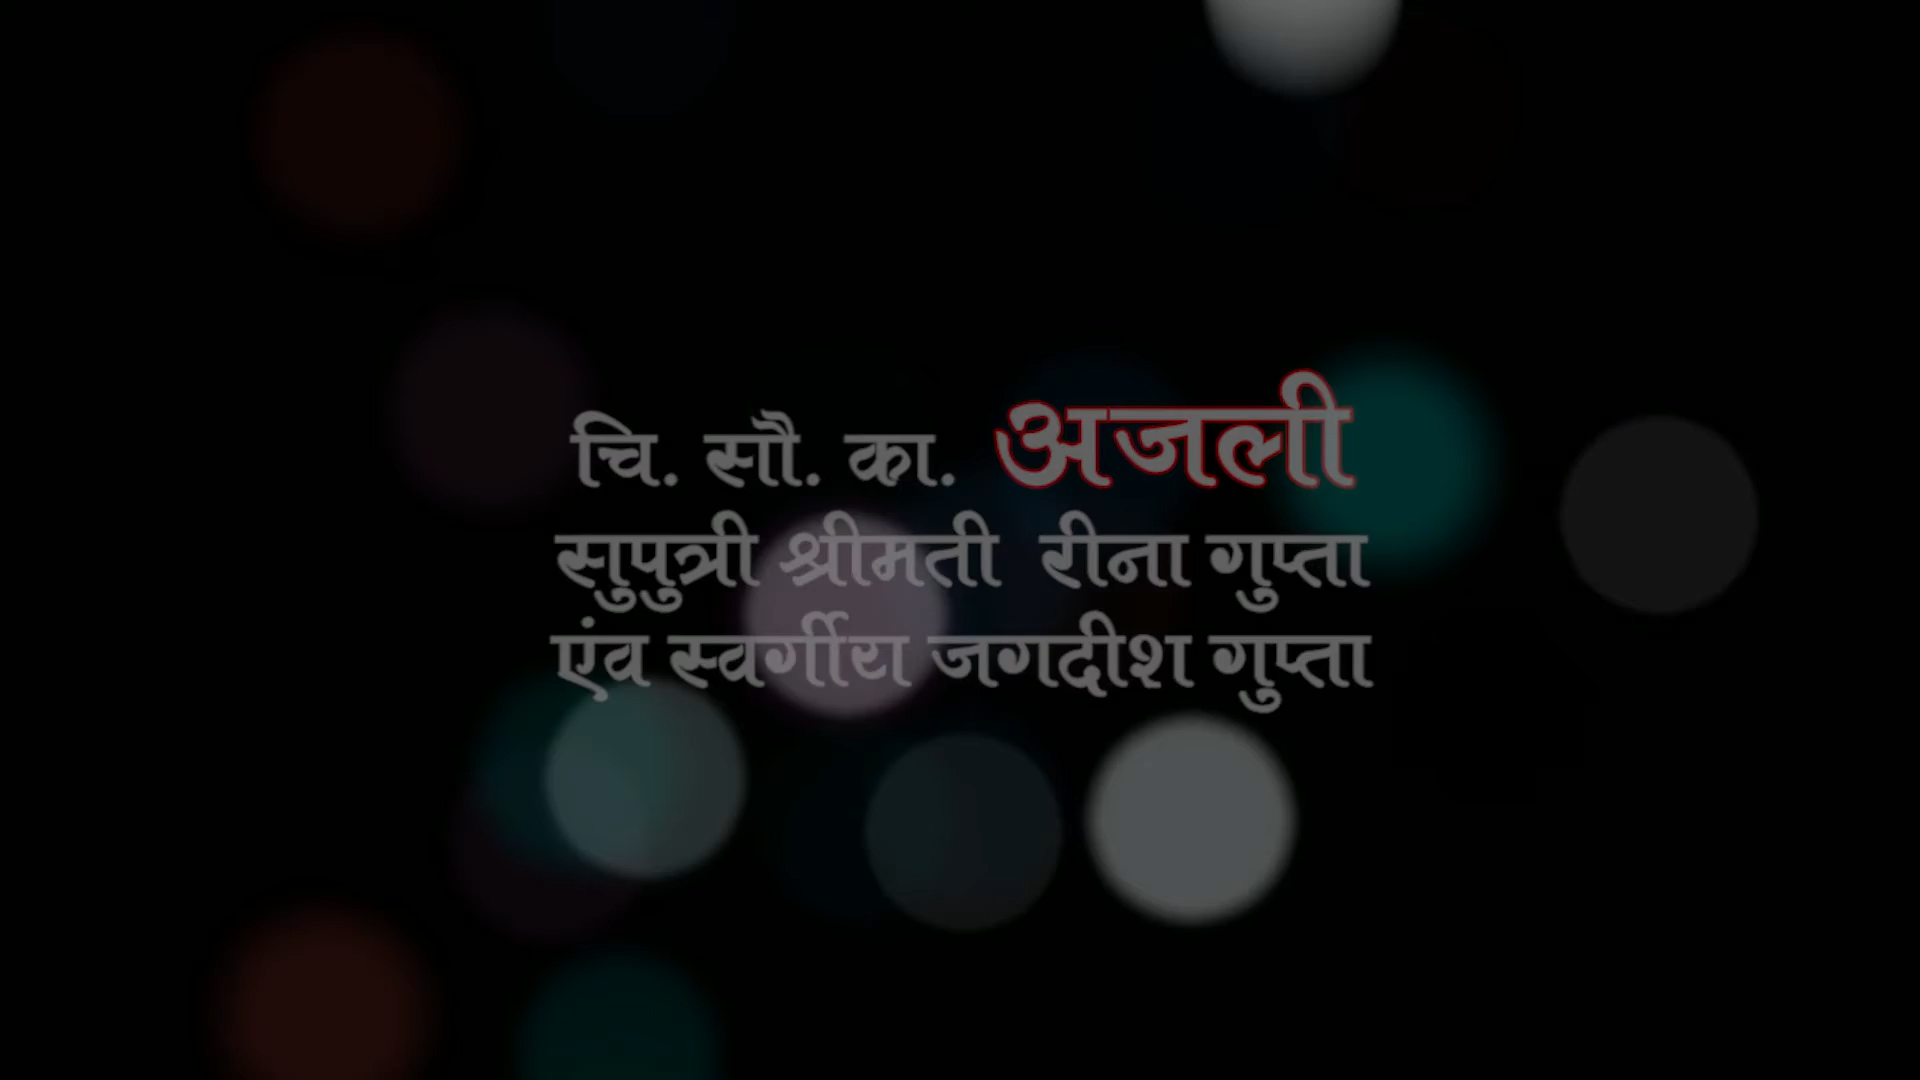 चि. सौ. का. अजली
सुपुत्री श्रीमती रीना गुप्ता
एंव स्वर्गीय जगदीश गुप्ता